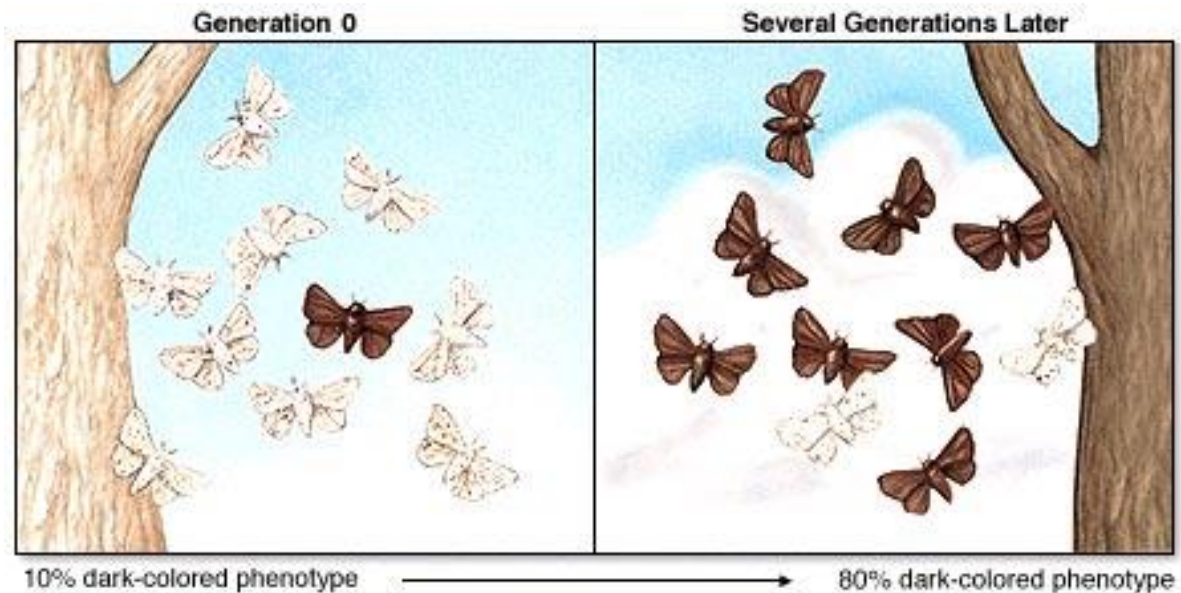 Generation 0
Several Generations Later
10% dark-colored phenotype
80% dark-colored phenotype